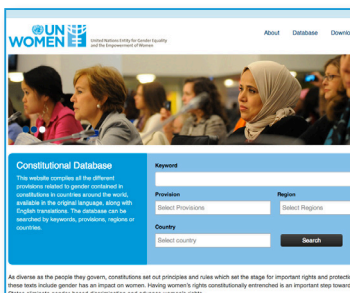 UN
WOMEN
United Nations Entity for Gender Equality
and the Empowerment of Women
About Database Downlo
Constitutional Database
This website compiles all the different
provisions related to gender contained in
constitutions in countries around the world,
available in the original language, along with
English translations. The database can be
searched by keywords, provisions, regions or
countries.
Keyword
Provision Region
Select Provisions Select Regions
Country
Select country Search
As diverse as the people they govern, constitutions set out principles and rules which set the stage for important rights and protectio
these texts include gender has an impact on women. Having women's rights constitutionally entrenched is an important step toward